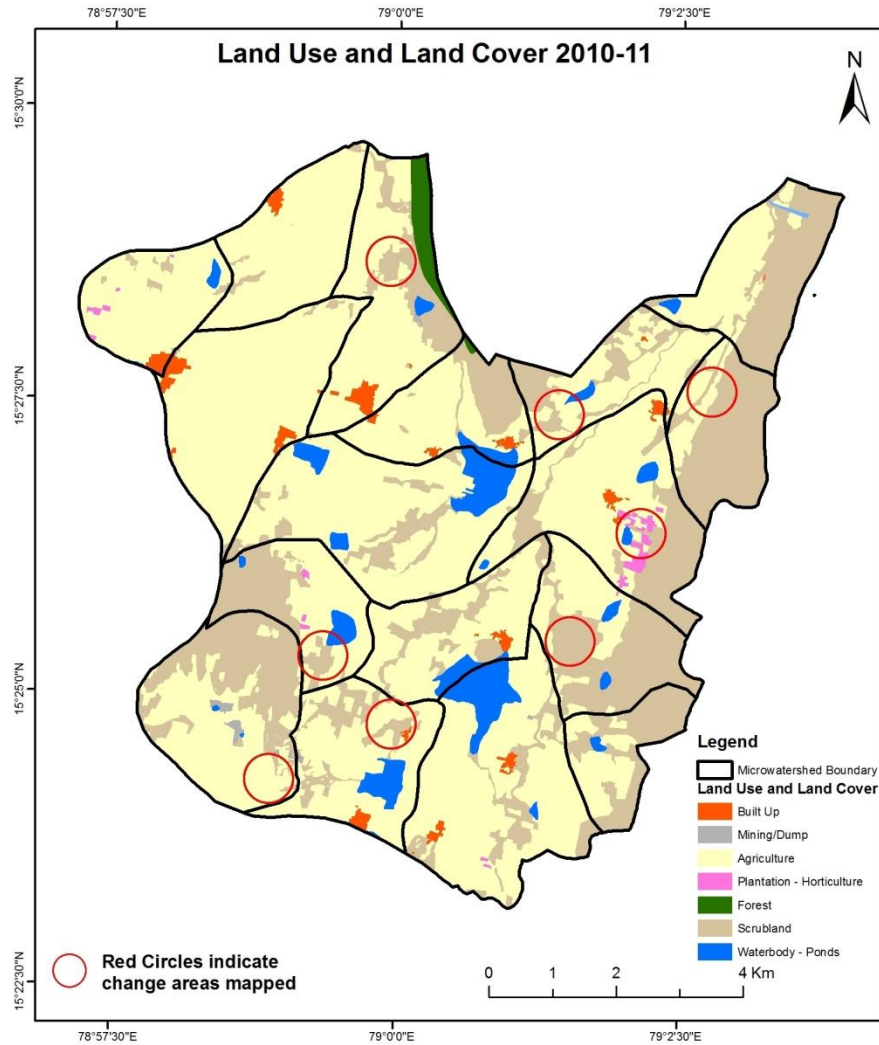 78°57'30"E 79°0'0"E 79°2'30"E
Land Use and Land Cover 2010-11
N
15°30'0"N
15°27'30"N
15°25'0"N
15°22'30"N
Legend
Microwatershed Boundary
Land Use and Land Cover
Built Up
Mining/Dump
Agriculture
Plantation - Horticulture
Forest
Scrubland
Waterbody - Ponds
Red Circles indicate
change areas mapped
0 1 2 4 Km
78°57'30"E 79°0'0"E 79°2'30"E